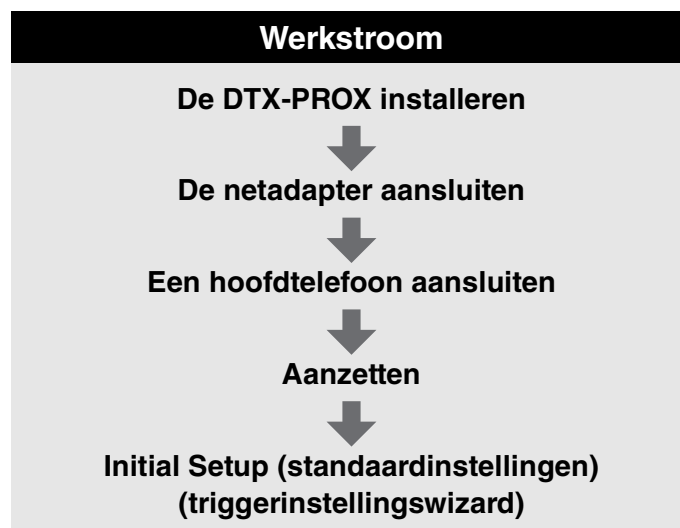 Werkstroom
De DTX-PROX installeren
De netadapter aansluiten
Een hoofdtelefoon aansluiten
Aanzetten
Initial Setup (standaardinstellingen)
(triggerinstellingswizard)